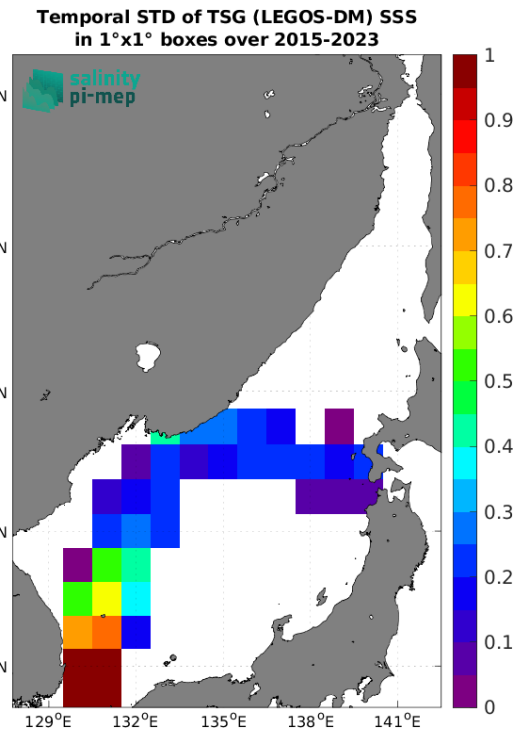 Temporal STD of TSG (LEGOS-DM) SSS
in 1°x1° boxes over 2015-2023
salinity
pi-mep
N
N
N
N
N
1
0.9
0.8
0.7
0.6
0.5
0.4
0.3
0.2
0.1
0
129°E 132°E 135°E 138°E 141°E